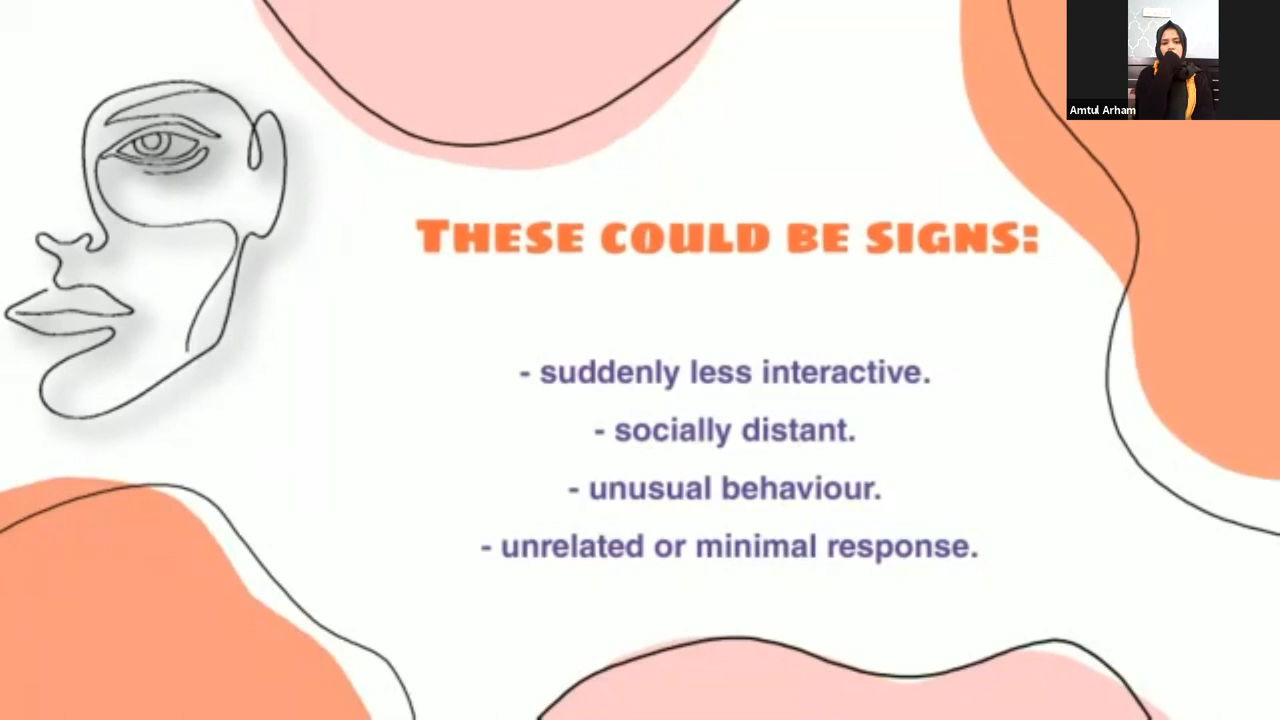 Amtul Arham
THESE COULD BE SIGNS:
- suddenly less interactive.
- socially distant.
- unusual behaviour.
- unrelated or minimal response.